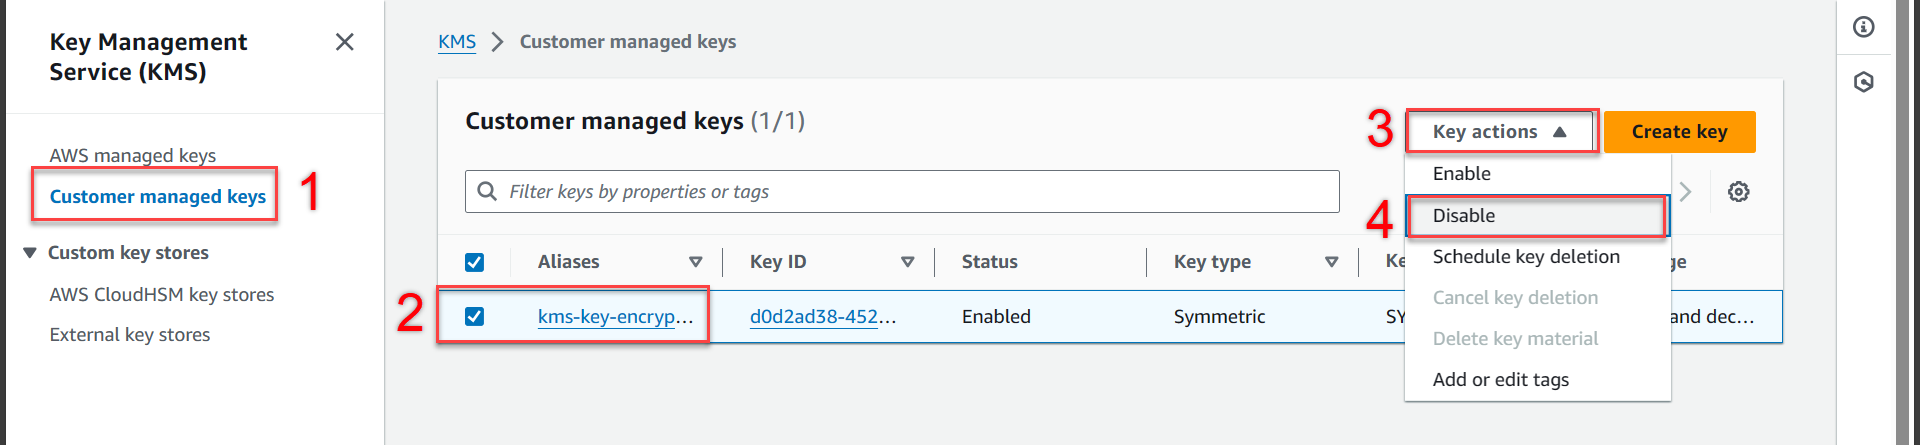 Key Management
Service (KMS)
AWS managed keys
Customer managed keys
1
Custom key stores
AWS CloudHSM key stores
External key stores
KMS > Customer managed keys
Customer managed keys (1/1)
3
Key actions
Create key
Filter keys by properties or tags
Enable
4
Disable
Schedule key deletion
Cancel key deletion
Delete key material
Add or edit tags
Aliases Key ID Status Key type
2
kms-key-encryp... d0d2ad38-452... Enabled Symmetric SY and dec...